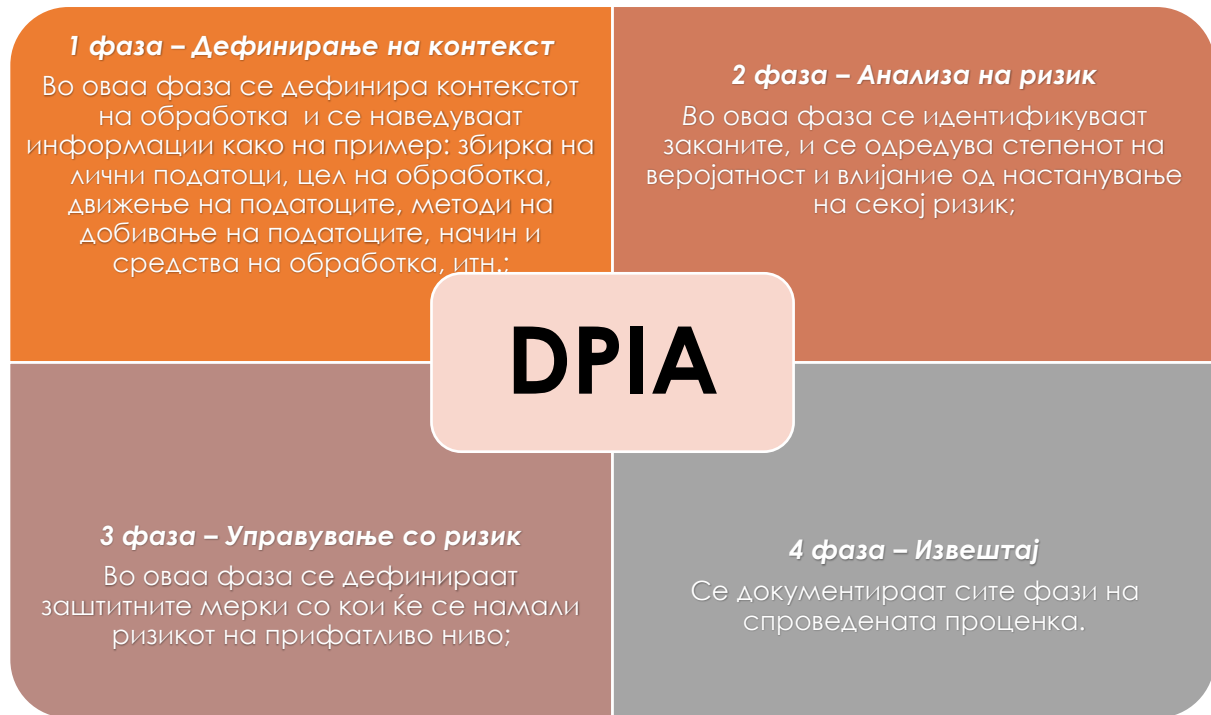 1 фаза – Дефинирање на контекст
Во оваа фаза се дефинира контекстот
на обработка и се наведуваат
информации како на пример: збирка на
лични податоци, цел на обработка,
движење на податоците, методи на
добивање на податоците, начин и
средства на обработка, итн.;
2 фаза – Анализа на ризик
Во оваа фаза се идентификуваат
заканите, и се одредува степенот на
веројатност и влијание од настанување
на секој ризик;
DPIA
3 фаза – Управување со ризик
Во оваа фаза се дефинираат
заштитните мерки со кои ќе се намали
ризикот на прифатливо ниво;
4 фаза – Извештај
Се документираат сите фази на
спроведената проценка.